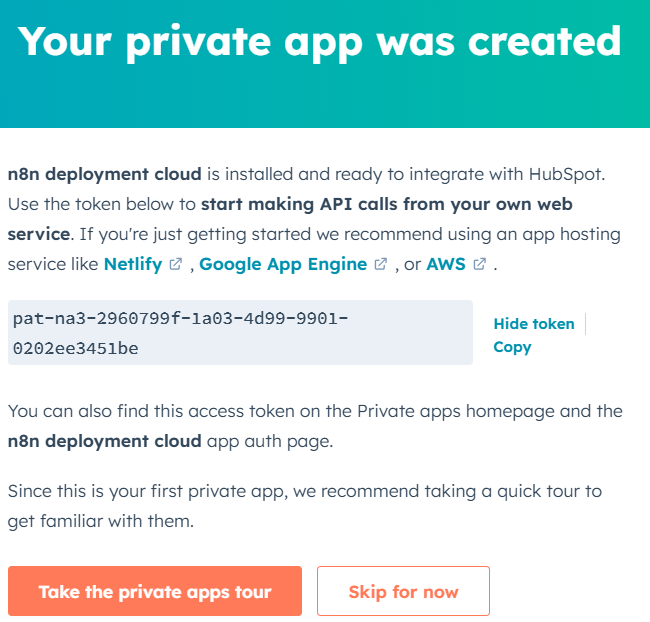 Your private app was created
n8n deployment cloud is installed and ready to integrate with HubSpot.
Use the token below to start making API calls from your own web
service. If you're just getting started we recommend using an app hosting
service like Netlify , Google App Engine , or AWS .
pat-na3-2960799f-1a03-4d99-9901-
0202ee3451be
Hide token
Copy
You can also find this access token on the Private apps homepage and the
n8n deployment cloud app auth page.
Since this is your first private app, we recommend taking a quick tour to
get familiar with them.
Take the private apps tour
Skip for now